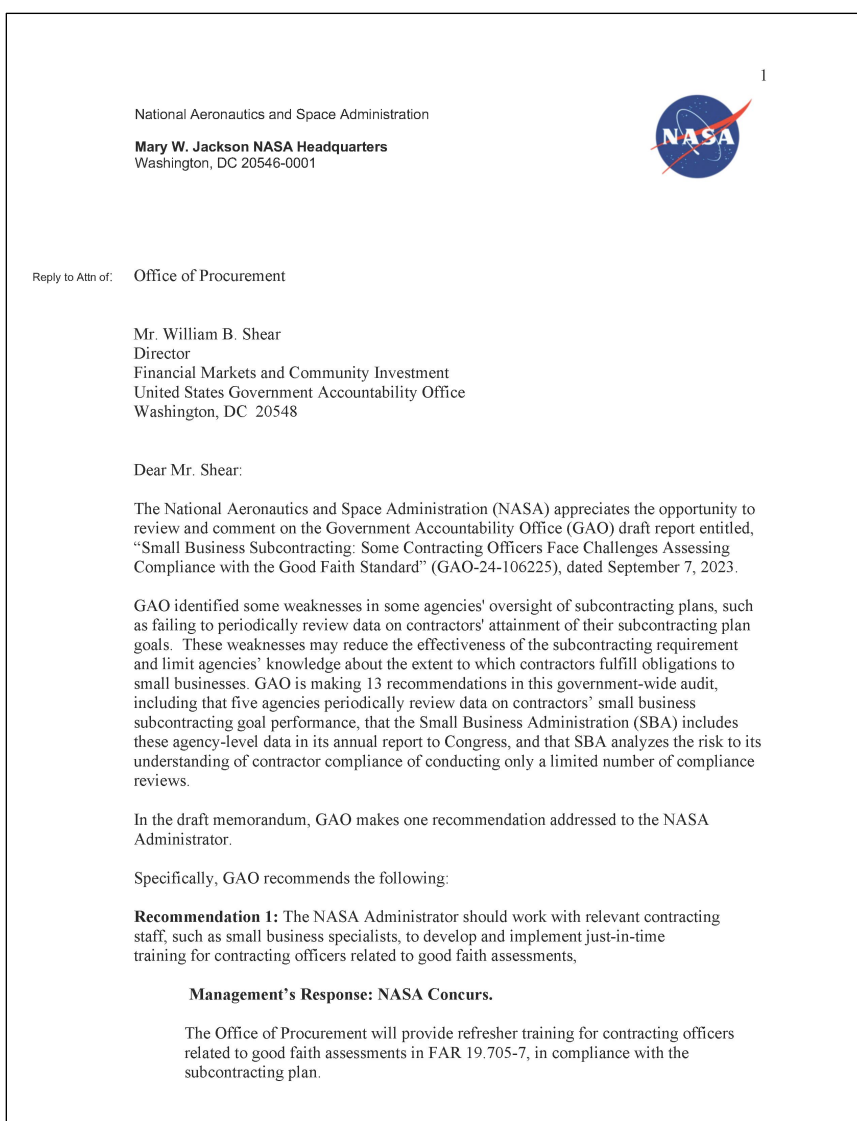 1
National Aeronautics and Space Administration
Mary W. Jackson NASA Headquarters
Washington, DC 20546-0001
NASA
Reply to Attn of: Office of Procurement
Mr. William B. Shear
Director
Financial Markets and Community Investment
United States Government Accountability Office
Washington, DC  20548
Dear Mr. Shear:
The National Aeronautics and Space Administration (NASA) appreciates the opportunity to
review and comment on the Government Accountability Office (GAO) draft report entitled,
“Small Business Subcontracting: Some Contracting Officers Face Challenges Assessing
Compliance with the Good Faith Standard” (GAO-24-106225), dated September 7, 2023.
GAO identified some weaknesses in some agencies' oversight of subcontracting plans, such
as failing to periodically review data on contractors' attainment of their subcontracting plan
goals.  These weaknesses may reduce the effectiveness of the subcontracting requirement
and limit agencies’ knowledge about the extent to which contractors fulfill obligations to
small businesses. GAO is making 13 recommendations in this government-wide audit,
including that five agencies periodically review data on contractors’ small business
subcontracting goal performance, that the Small Business Administration (SBA) includes
these agency-level data in its annual report to Congress, and that SBA analyzes the risk to its
understanding of contractor compliance of conducting only a limited number of compliance
reviews.
In the draft memorandum, GAO makes one recommendation addressed to the NASA
Administrator.
Specifically, GAO recommends the following:
Recommendation 1: The NASA Administrator should work with relevant contracting
staff, such as small business specialists, to develop and implement just-in-time
training for contracting officers related to good faith assessments,
Management’s Response: NASA Concurs.
The Office of Procurement will provide refresher training for contracting officers
related to good faith assessments in FAR 19.705-7, in compliance with the
subcontracting plan.